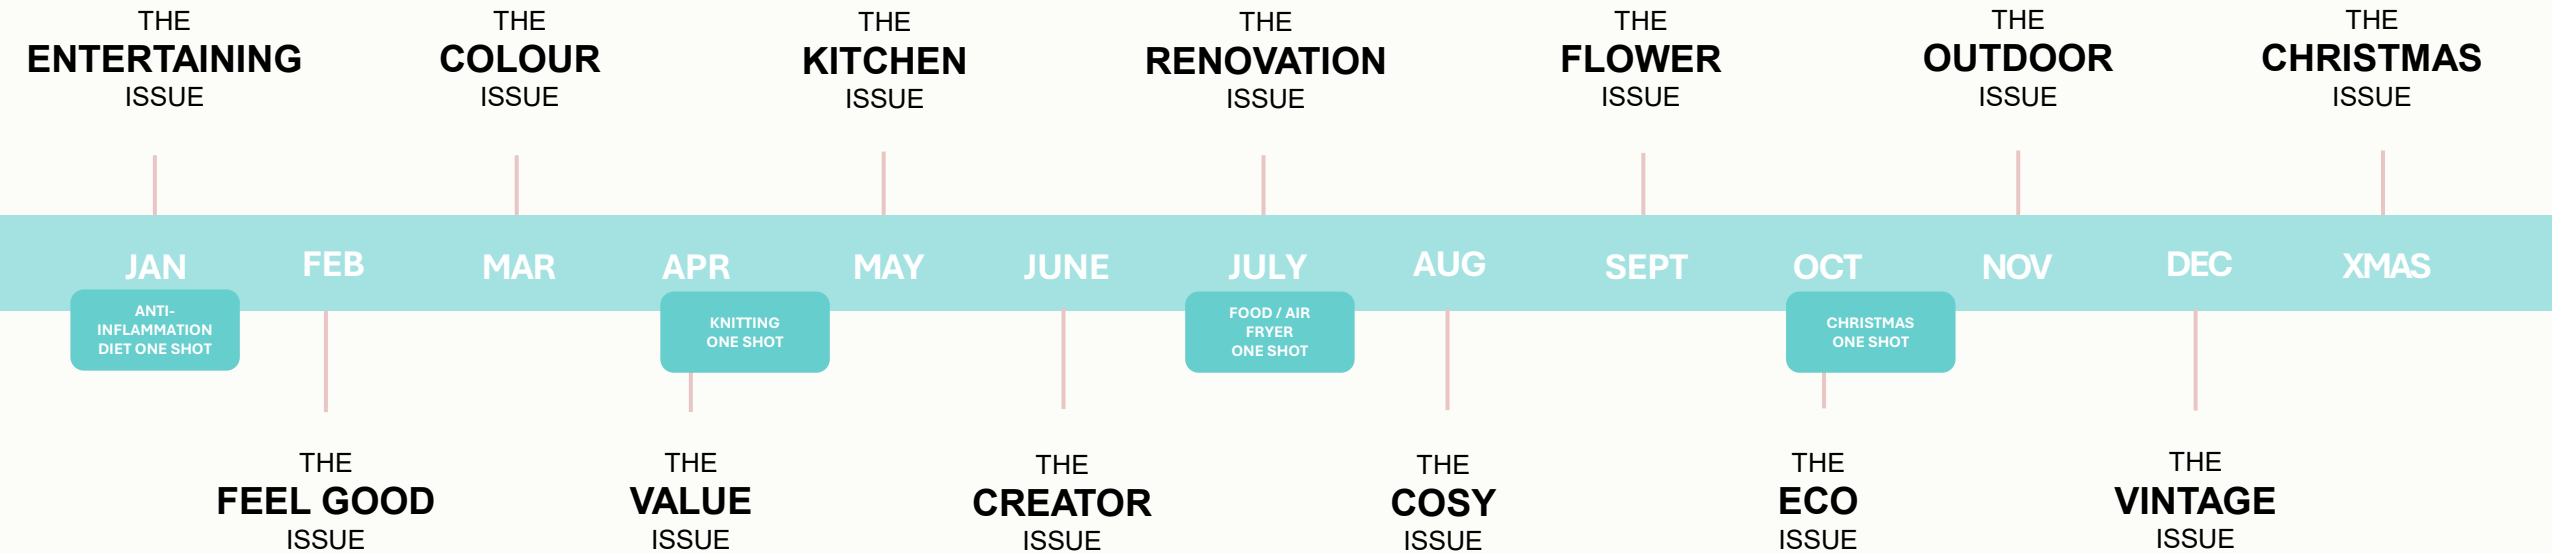 THE
ENTERTAINING
ISSUE
THE
COLOUR
ISSUE
THE
KITCHEN
ISSUE
THE
RENOVATION
ISSUE
THE
FLOWER
ISSUE
THE
OUTDOOR
ISSUE
THE
CHRISTMAS
ISSUE
JAN
FEB
MAR
APR
MAY
JUNE
JULY
AUG
SEPT
OCT
NOV
DEC
XMAS
ANTI-
INFLAMMATION
DIET ONE SHOT
KNITTING
ONE SHOT
FOOD / AIR
FRYER
ONE SHOT
CHRISTMAS
ONE SHOT
THE
FEEL GOOD
ISSUE
THE
VALUE
ISSUE
THE
CREATOR
ISSUE
THE
COSY
ISSUE
THE
ECO
ISSUE
THE
VINTAGE
ISSUE